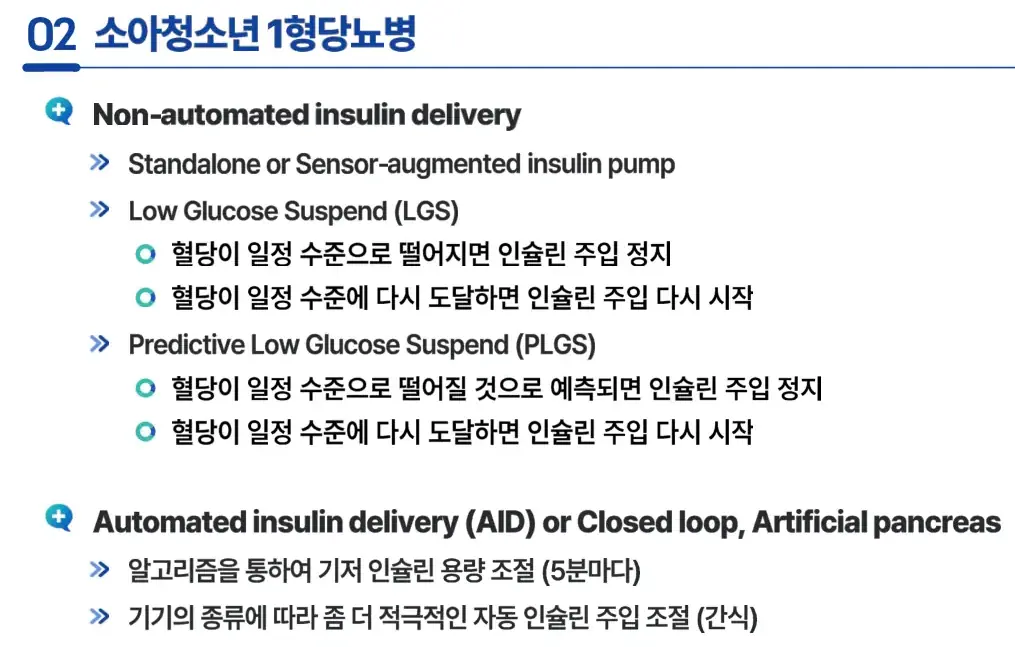 02 소아청소년 1형당뇨병
Non-automated insulin delivery
Standalone or Sensor-augmented insulin pump
Low Glucose Suspend (LGS)
혈당이 일정 수준으로 떨어지면 인슐린 주입 정지
혈당이 일정 수준에 다시 도달하면 인슐린 주입 다시 시작
Predictive Low Glucose Suspend (PLGS)
혈당이 일정 수준으로 떨어질 것으로 예측되면 인슐린 주입 정지
혈당이 일정 수준에 다시 도달하면 인슐린 주입 다시 시작
Automated insulin delivery (AID) or Closed loop, Artificial pancreas
알고리즘을 통하여 기저 인슐린 용량 조절 (5분마다)
기기의 종류에 따라 좀 더 적극적인 자동 인슐린 주입 조절 (간식)